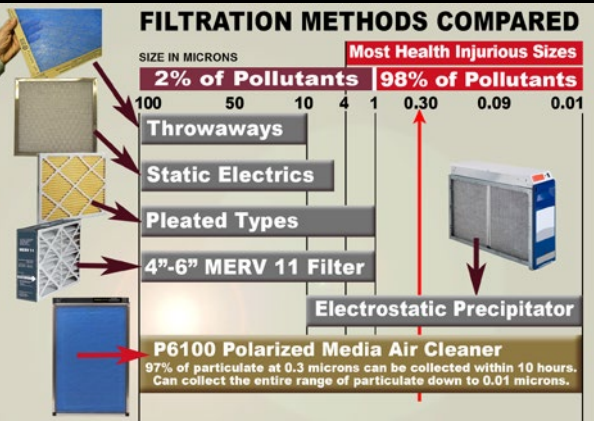 FILTRATION METHODS COMPARED
SIZE IN MICRONS
Most Health Injurious Sizes
2% of Pollutants
98% of Pollutants
100 50 10 4 1 0.30 0.09 0.01
Throwaways
Static Electrics
Pleated Types
4”-6” MERV 11 Filter
MERV 11
Electrostatic Precipitator
P6100 Polarized Media Air Cleaner
97% of particulate at 0.3 microns can be collected within 10 hours.
Can collect the entire range of particulate down to 0.01 microns.